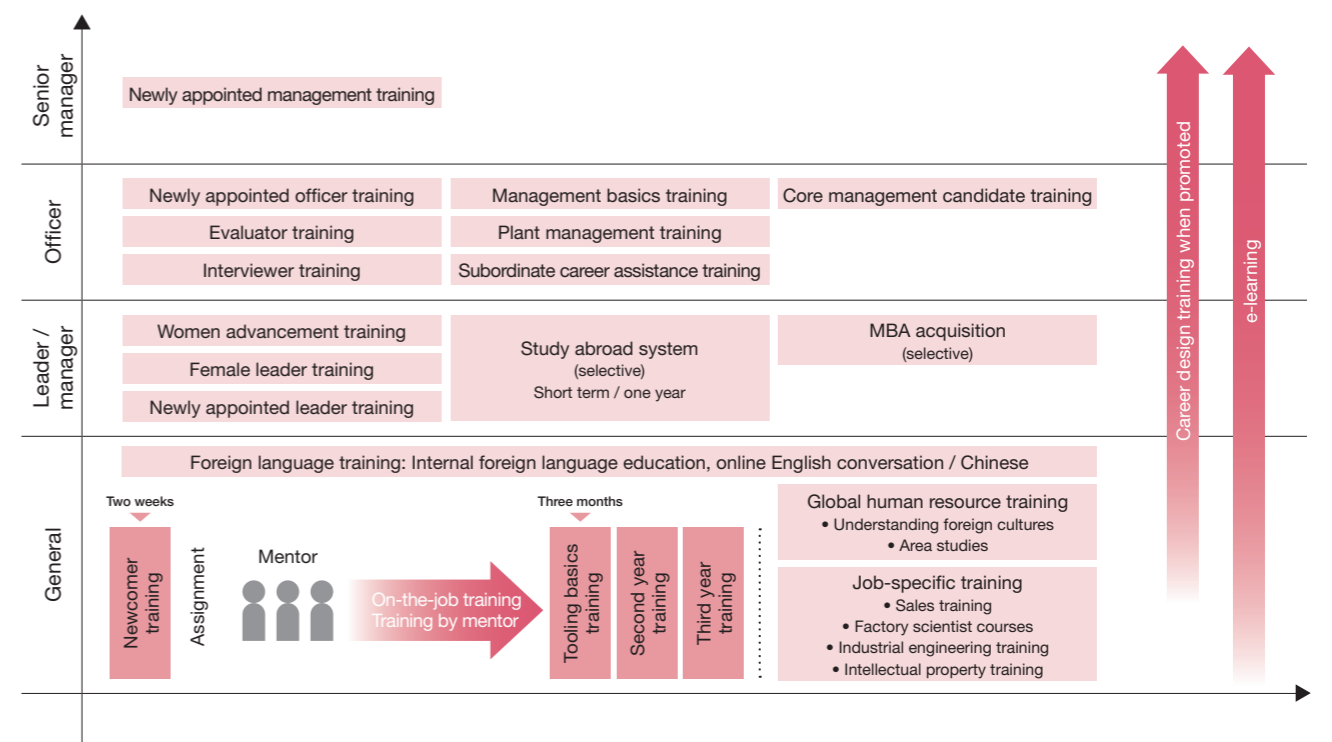 Senior
manager
Newly appointed management training
Officer
Newly appointed officer training
Management basics training
Core management candidate training
Evaluator training
Plant management training
Interviewer training
Subordinate career assistance training
Leader /
manager
Women advancement training
Female leader training
Newly appointed leader training
Study abroad system
(selective)
Short term / one year
MBA acquisition
(selective)
General
Foreign language training: Internal foreign language education, online English conversation / Chinese
Two weeks
Newcomer
training
Assignment
Mentor
On-the-job training
Training by mentor
Three months
Tooling basics
training
Second year
training
Third year
training
Global human resource training
• Understanding foreign cultures
• Area studies
Job-specific training
• Sales training
• Factory scientist courses
• Industrial engineering training
• Intellectual property training
Career design training when promoted
e-learning